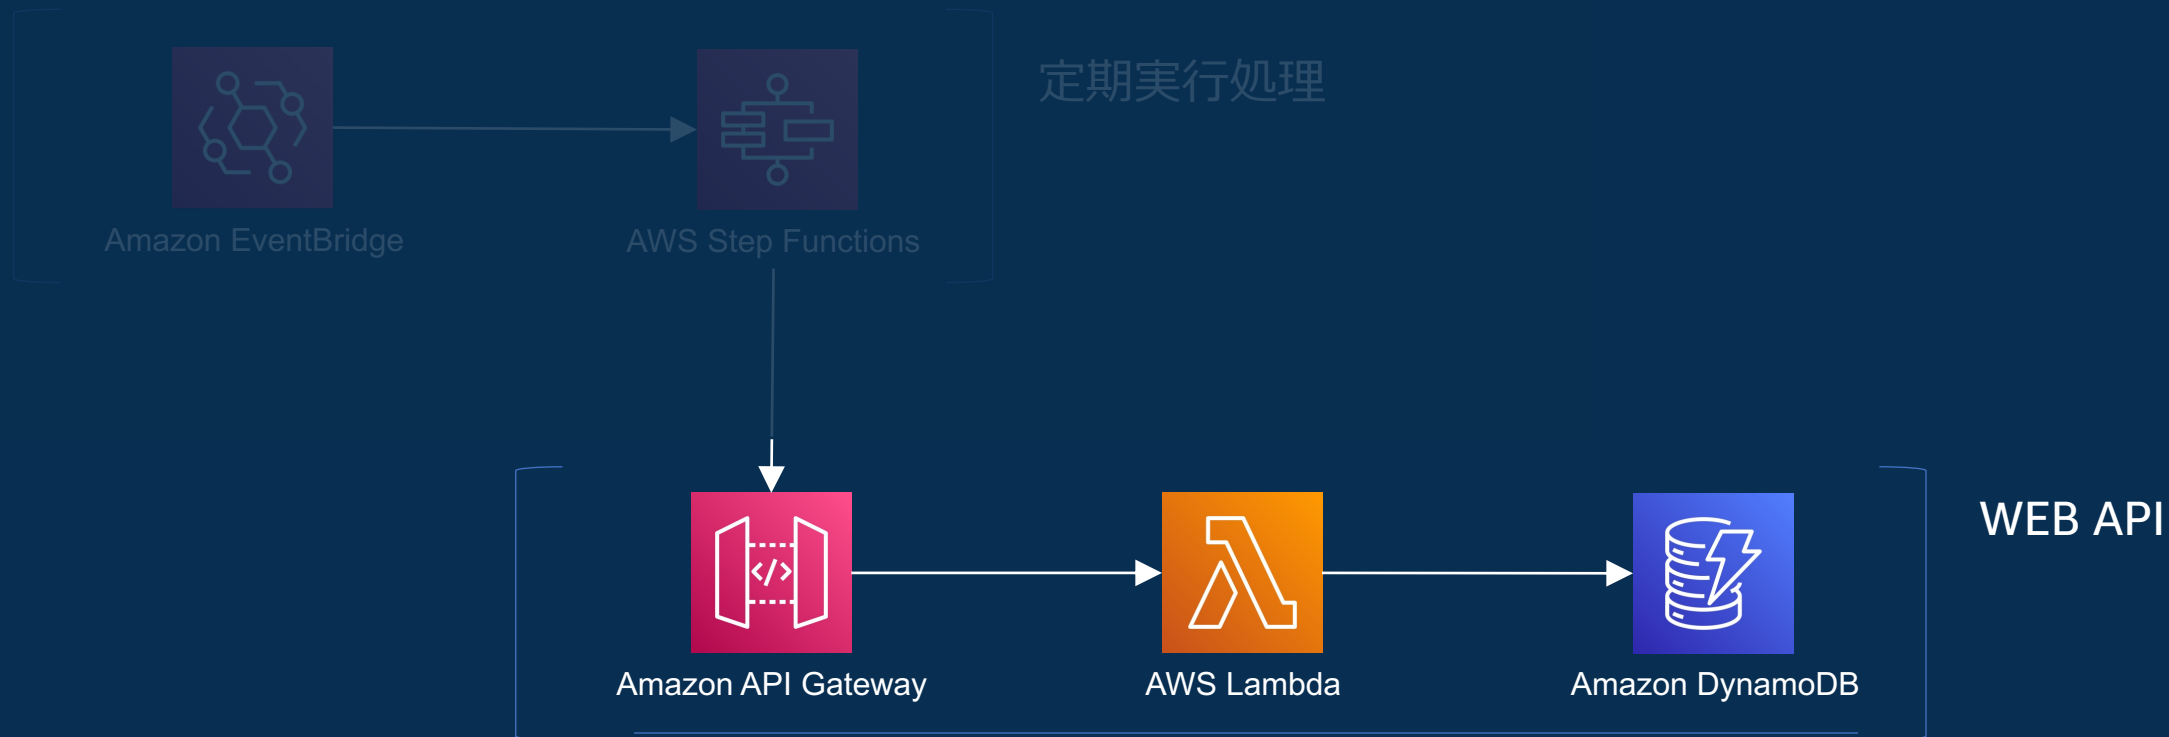 定期実行処理
Amazon EventBridge
AWS Step Functions
WEB API
</>
Amazon API Gateway
AWS Lambda
Amazon DynamoDB